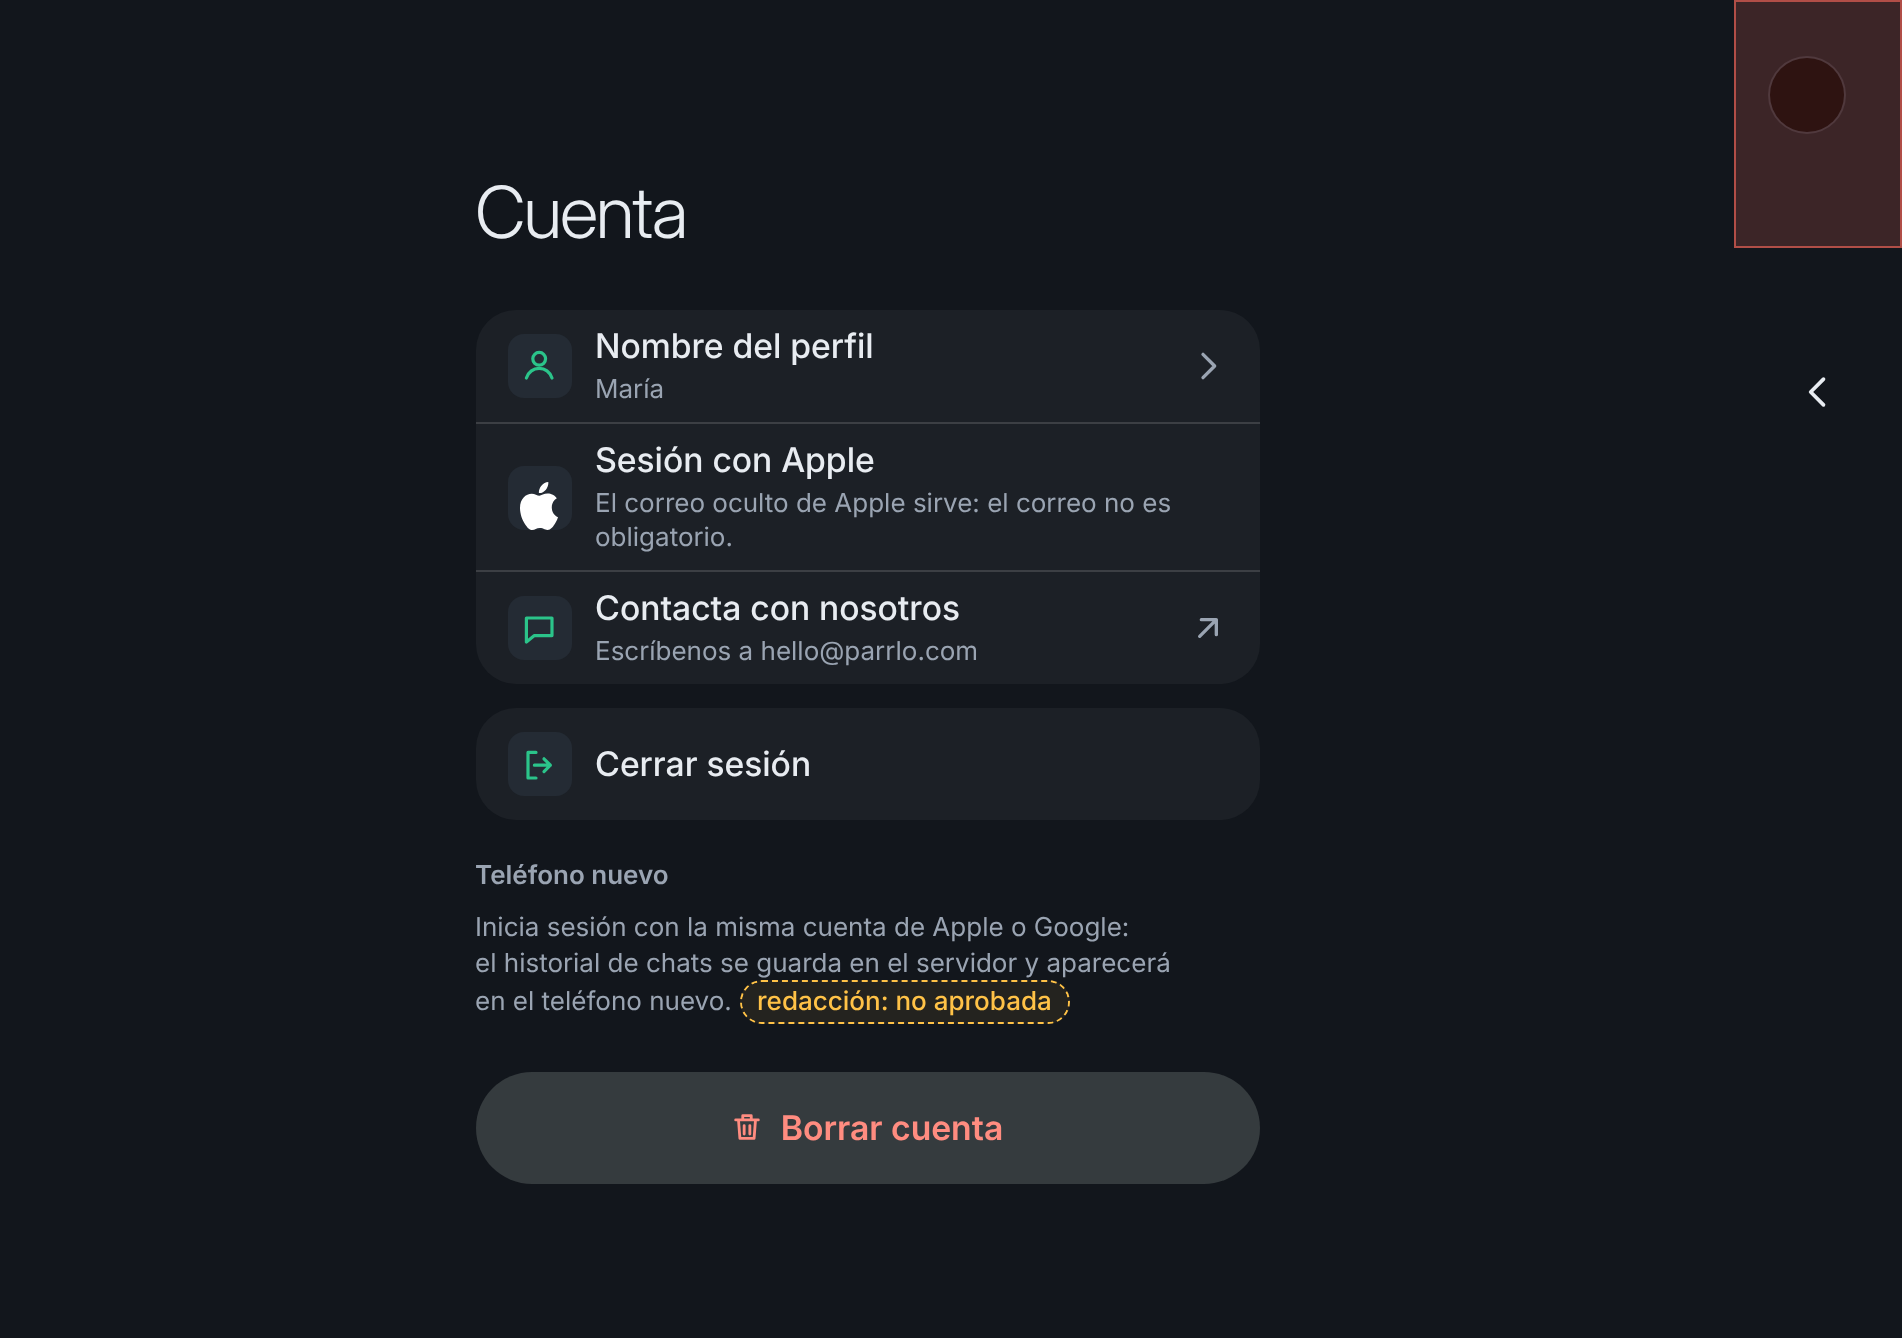 Cuenta
Nombre del perfil
María
Sesión con Apple
El correo oculto de Apple sirve: el correo no es
obligatorio.
Contacta con nosotros
Escríbenos a hello@parrlo.com
Cerrar sesión
Teléfono nuevo
Inicia sesión con la misma cuenta de Apple o Google:
el historial de chats se guarda en el servidor y aparecerá
en el teléfono nuevo. redacción: no aprobada
Borrar cuenta